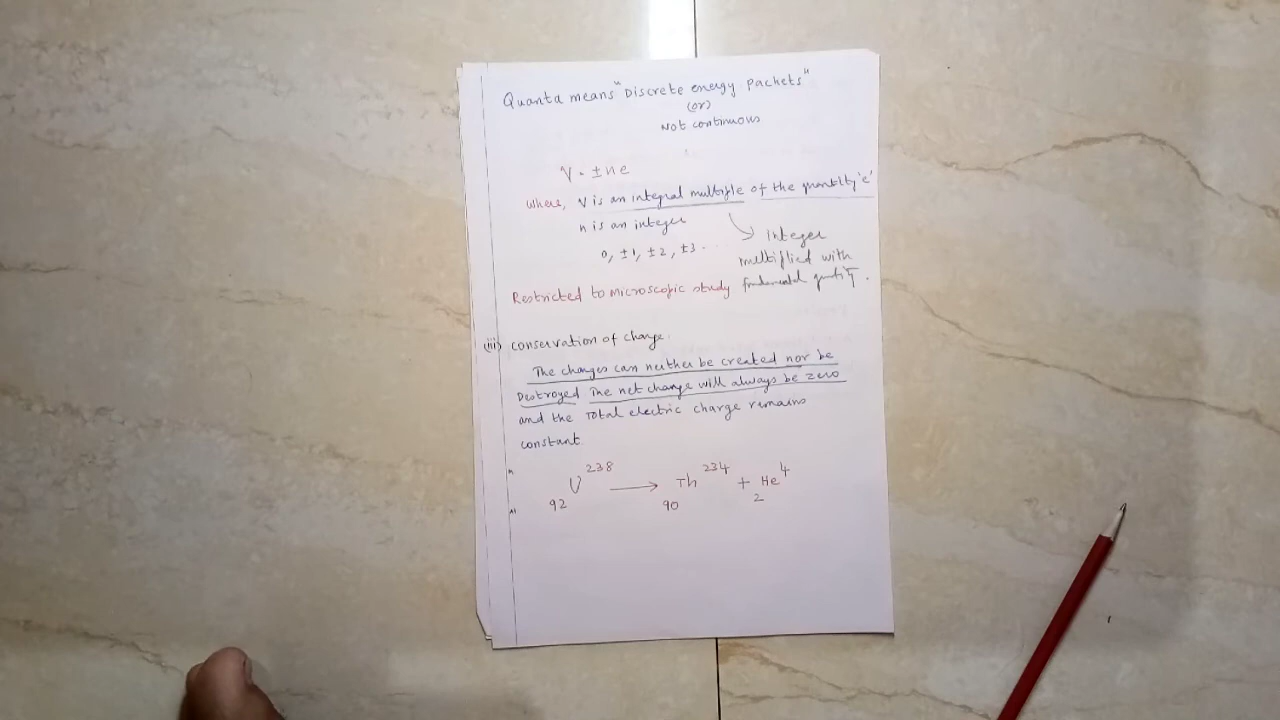 Quanta means "Discrete energy Packets"
(or)
Not continuous
V = ±ne
where, V is an integral multiple of the quantity 'e'
n is an integer
0, ±1, ±2, ±3 ..
Integer
multiplied with
fundamental quantity.
Restricted to Microscopic study
(iii) Conservation of charge.
The charges can neither be created nor be
Destroyed The net charge will always be zero
and the Total electric charge remains
constant.
92 U 238 → 90 Th 234 + 2 He 4